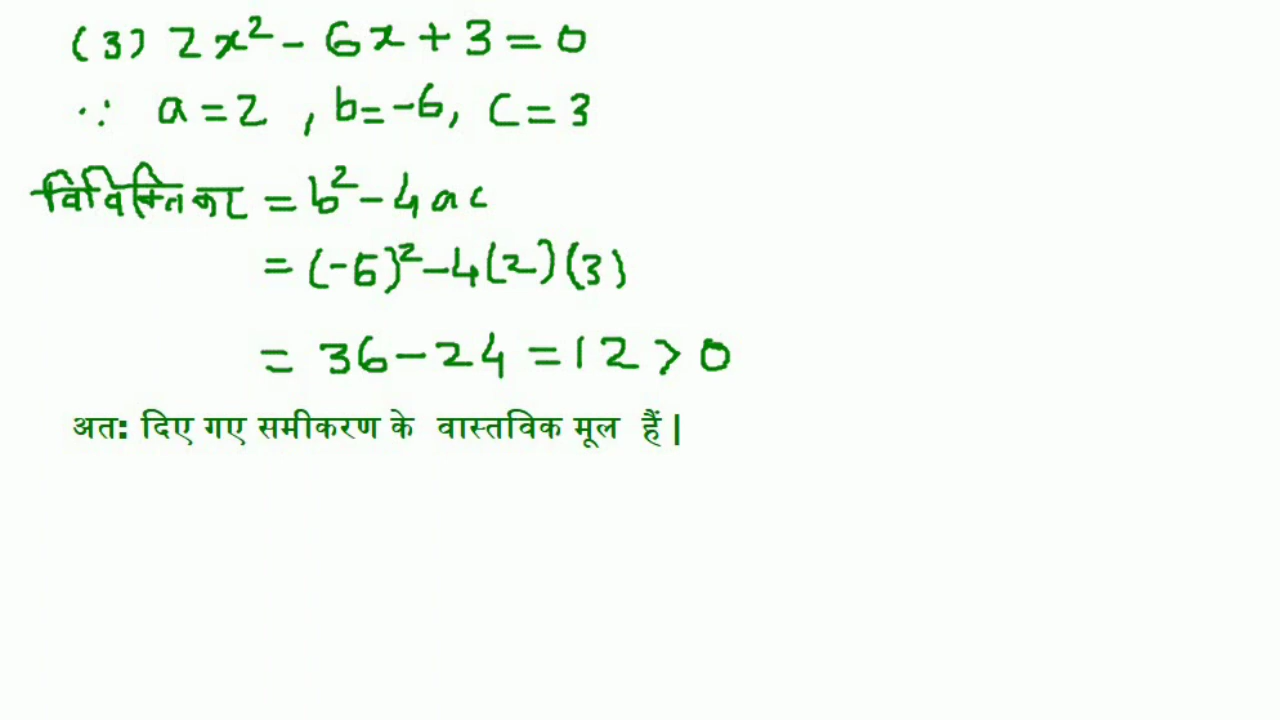 (3) 2x² - 6x + 3 = 0
∵ a = 2 , b = -6, c = 3
विविक्तिकर = b² - 4ac
= (-6)² - 4(2)(3)
= 36 - 24 = 12 > 0
अत: दिए गए समीकरण के वास्तविक मूल हैं |